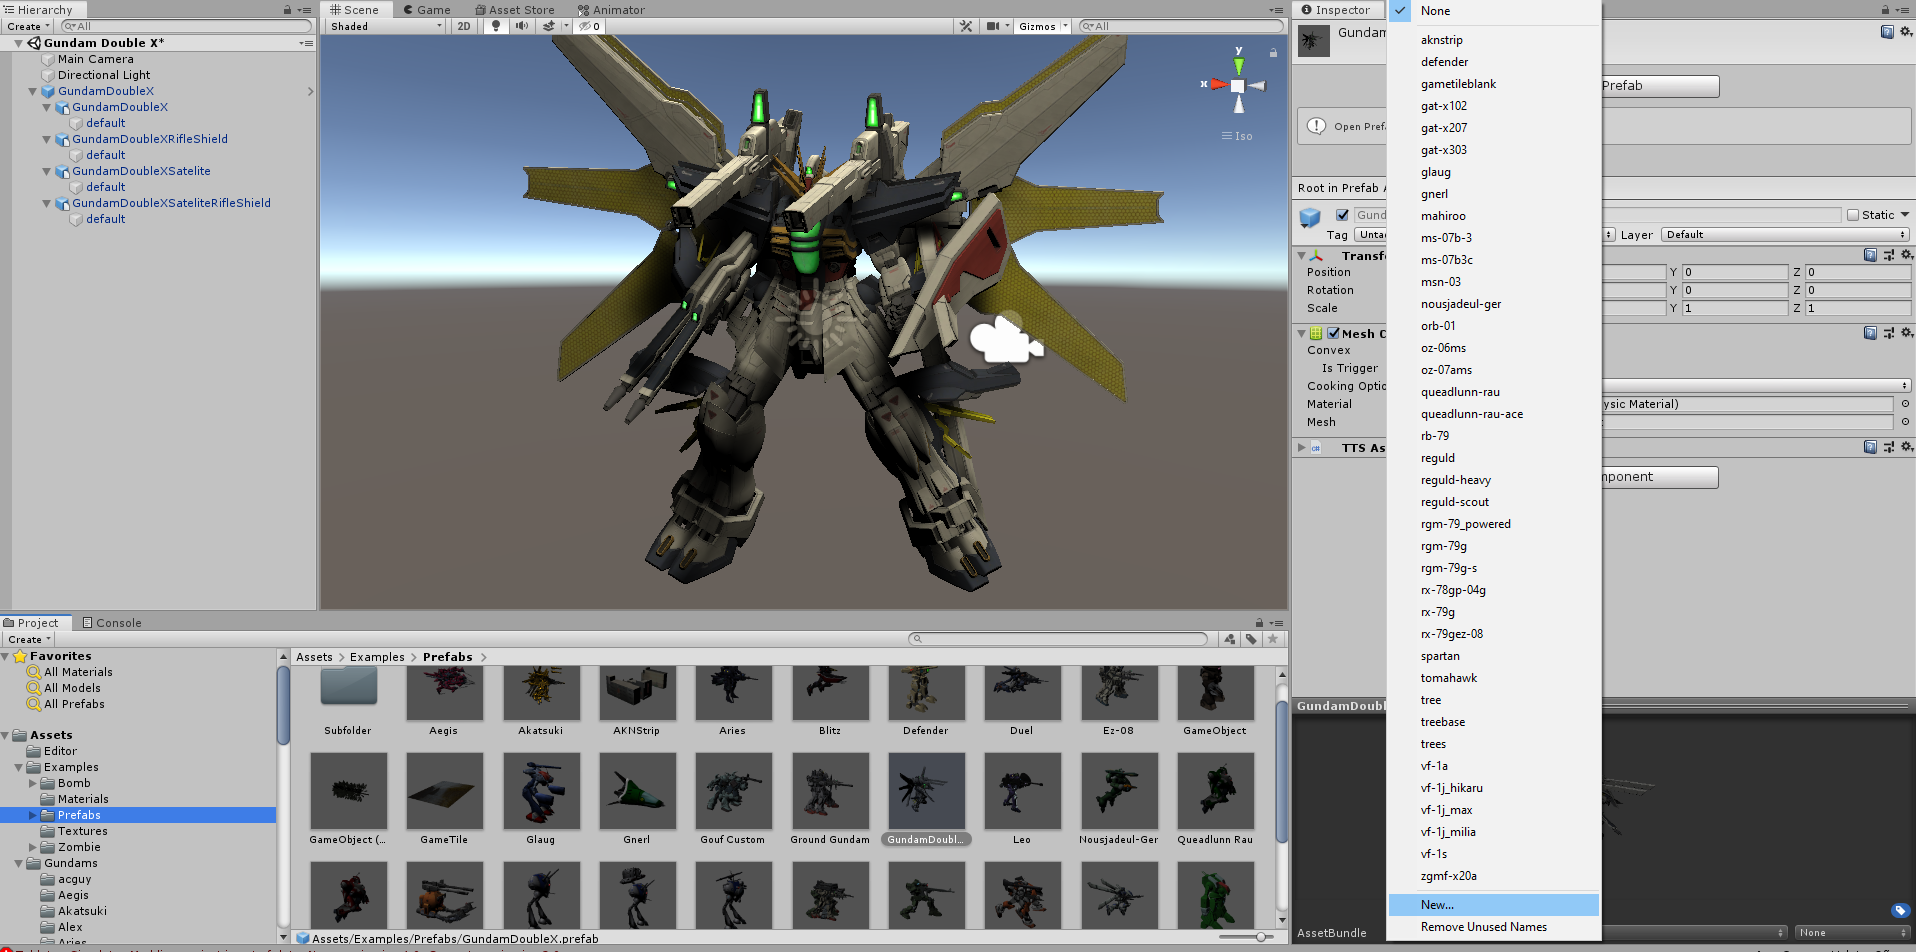 Hierarchy
Create
All
Gundam Double X*
Main Camera
Directional Light
GundamDoubleX
GundamDoubleX
default
GundamDoubleXRifleShield
default
GundamDoubleXSatelite
default
GundamDoubleXSateliteRifleShield
default
Scene
Game
Asset Store
Animator
Shaded
2D
0
Gizmos
All
y
x
Iso
Inspector
Gundam
Prefab
Open Prefa
Root in Prefab A
Gund
Static
Tag
Unta
Layer
Default
Transf
Position
Y 0
Z 0
Rotation
Y 0
Z 0
Scale
Y 1
Z 1
Mesh C
Convex
Is Trigger
Cooking Optio
Material
ysic Material)
Mesh
TTS As
mponent
GundamDoubl
AssetBundle
None
None
aknstrip
defender
gametileblank
gat-x102
gat-x207
gat-x303
glaug
gnerl
mahiroo
ms-07b-3
ms-07b3c
msn-03
nousjadeul-ger
orb-01
oz-06ms
oz-07ams
queadlunn-rau
queadlunn-rau-ace
rb-79
reguld
reguld-heavy
reguld-scout
rgm-79_powered
rgm-79g
rgm-79g-s
rx-78gp-04g
rx-79g
rx-79gez-08
spartan
tomahawk
tree
treebase
trees
vf-1a
vf-1j_hikaru
vf-1j_max
vf-1j_milia
vf-1s
zgmf-x20a
New...
Remove Unused Names
Project
Console
Create
Favorites
All Materials
All Models
All Prefabs
Assets
Editor
Examples
Bomb
Materials
Prefabs
Textures
Zombie
Gundams
acguy
Aegis
Akatsuki
Alex
Aries
Assets > Examples > Prefabs >
Subfolder
Aegis
Akatsuki
AKNStrip
Aries
Blitz
Defender
Duel
Ez-08
GameObject
GameObject (...
GameTile
Glaug
Gnerl
Gouf Custom
Ground Gundam
GundamDoubl...
Leo
Nousjadeul-Ger
Queadlunn Rau
Assets/Examples/Prefabs/GundamDoubleX.prefab